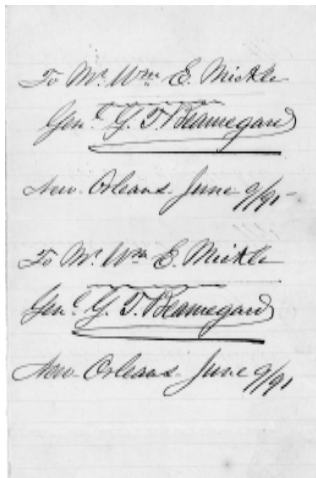 To Mr. Wm E. Mickle
Genl. G. T. Beauregard
New Orleans June 9/91
To Mr. Wm E. Mickle
Genl. G. T. Beauregard
New Orleans June 9/91